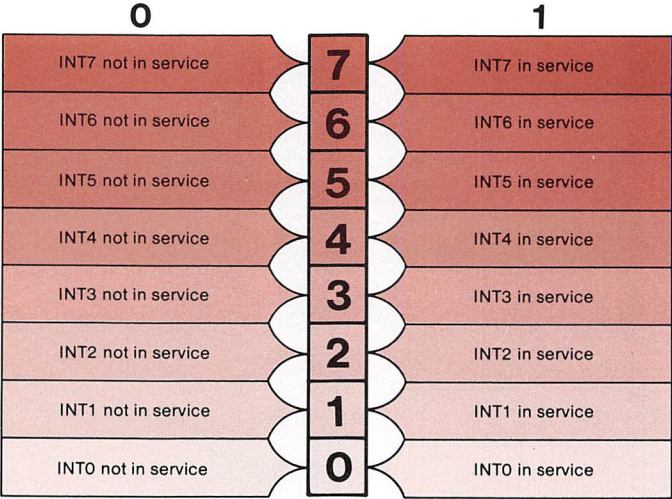 0 1
INT7 not in service 7 INT7 in service
INT6 not in service 6 INT6 in service
INT5 not in service 5 INT5 in service
INT4 not in service 4 INT4 in service
INT3 not in service 3 INT3 in service
INT2 not in service 2 INT2 in service
INT1 not in service 1 INT1 in service
INT0 not in service 0 INT0 in service